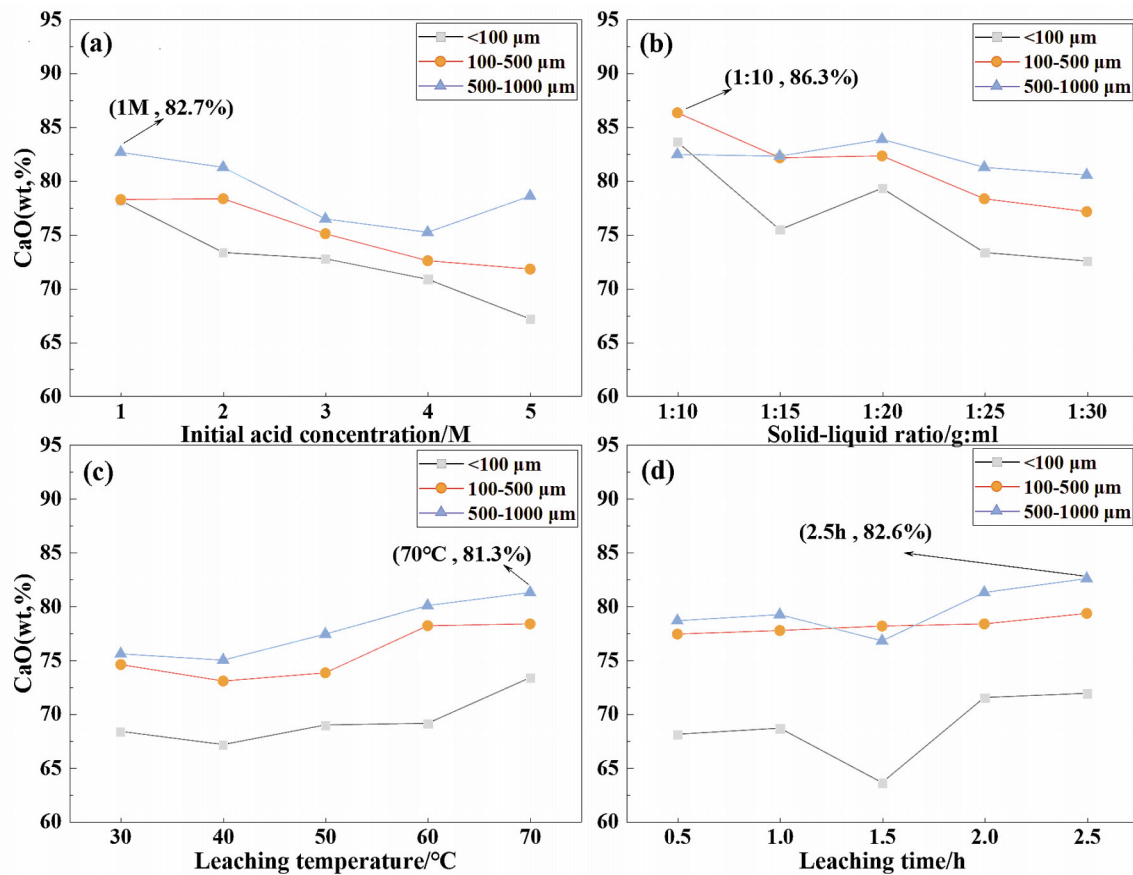 (a)
<100 μm
100-500 μm
500-1000 μm
(1M , 82.7%)
CaO(wt,%)
95
90
85
80
75
70
65
60
1 2 3 4 5
Initial acid concentration/M
(b)
<100 μm
100-500 μm
500-1000 μm
(1:10 , 86.3%)
95
90
85
80
75
70
65
60
1:10 1:15 1:20 1:25 1:30
Solid-liquid ratio/g:ml
(c)
<100 μm
100-500 μm
500-1000 μm
(70°C , 81.3%)
CaO(wt,%)
95
90
85
80
75
70
65
60
30 40 50 60 70
Leaching temperature/°C
(d)
<100 μm
100-500 μm
500-1000 μm
(2.5h , 82.6%)
95
90
85
80
75
70
65
60
0.5 1.0 1.5 2.0 2.5
Leaching time/h